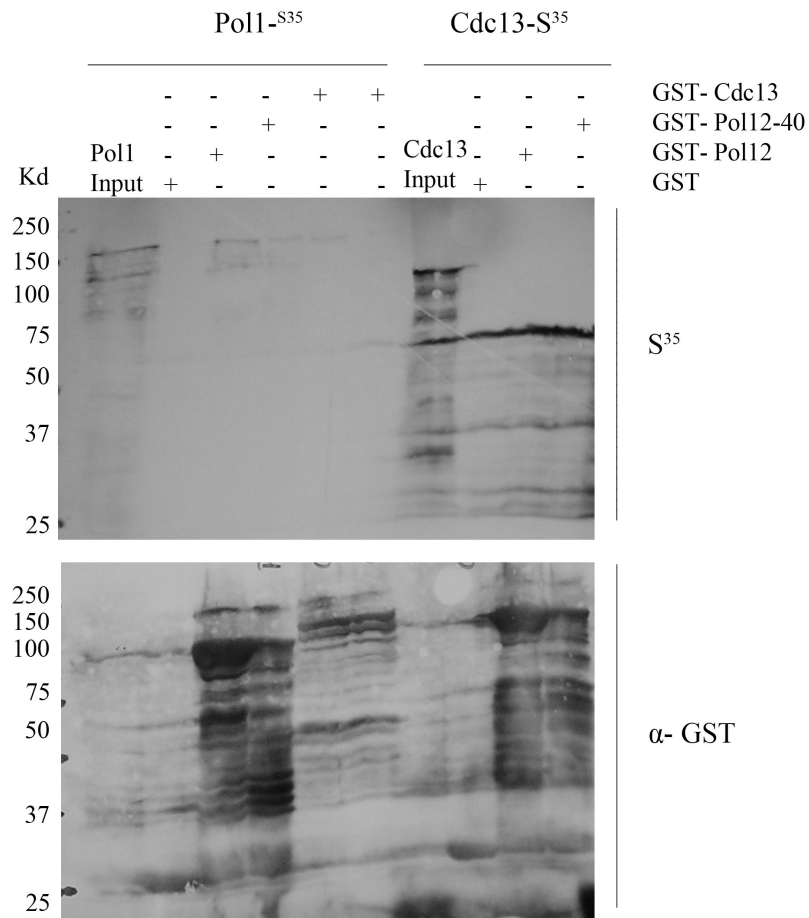 Pol1-S35 Cdc13-S35
- - - + + - - - GST- Cdc13
- - + - - - - + GST- Pol12-40
Pol1 - + - - - Cdc13 - + - GST- Pol12
Kd Input + - - - - Input + - - GST
250
150
100
75 S35
50
37
25
250
150
100
75
50 α- GST
37
25